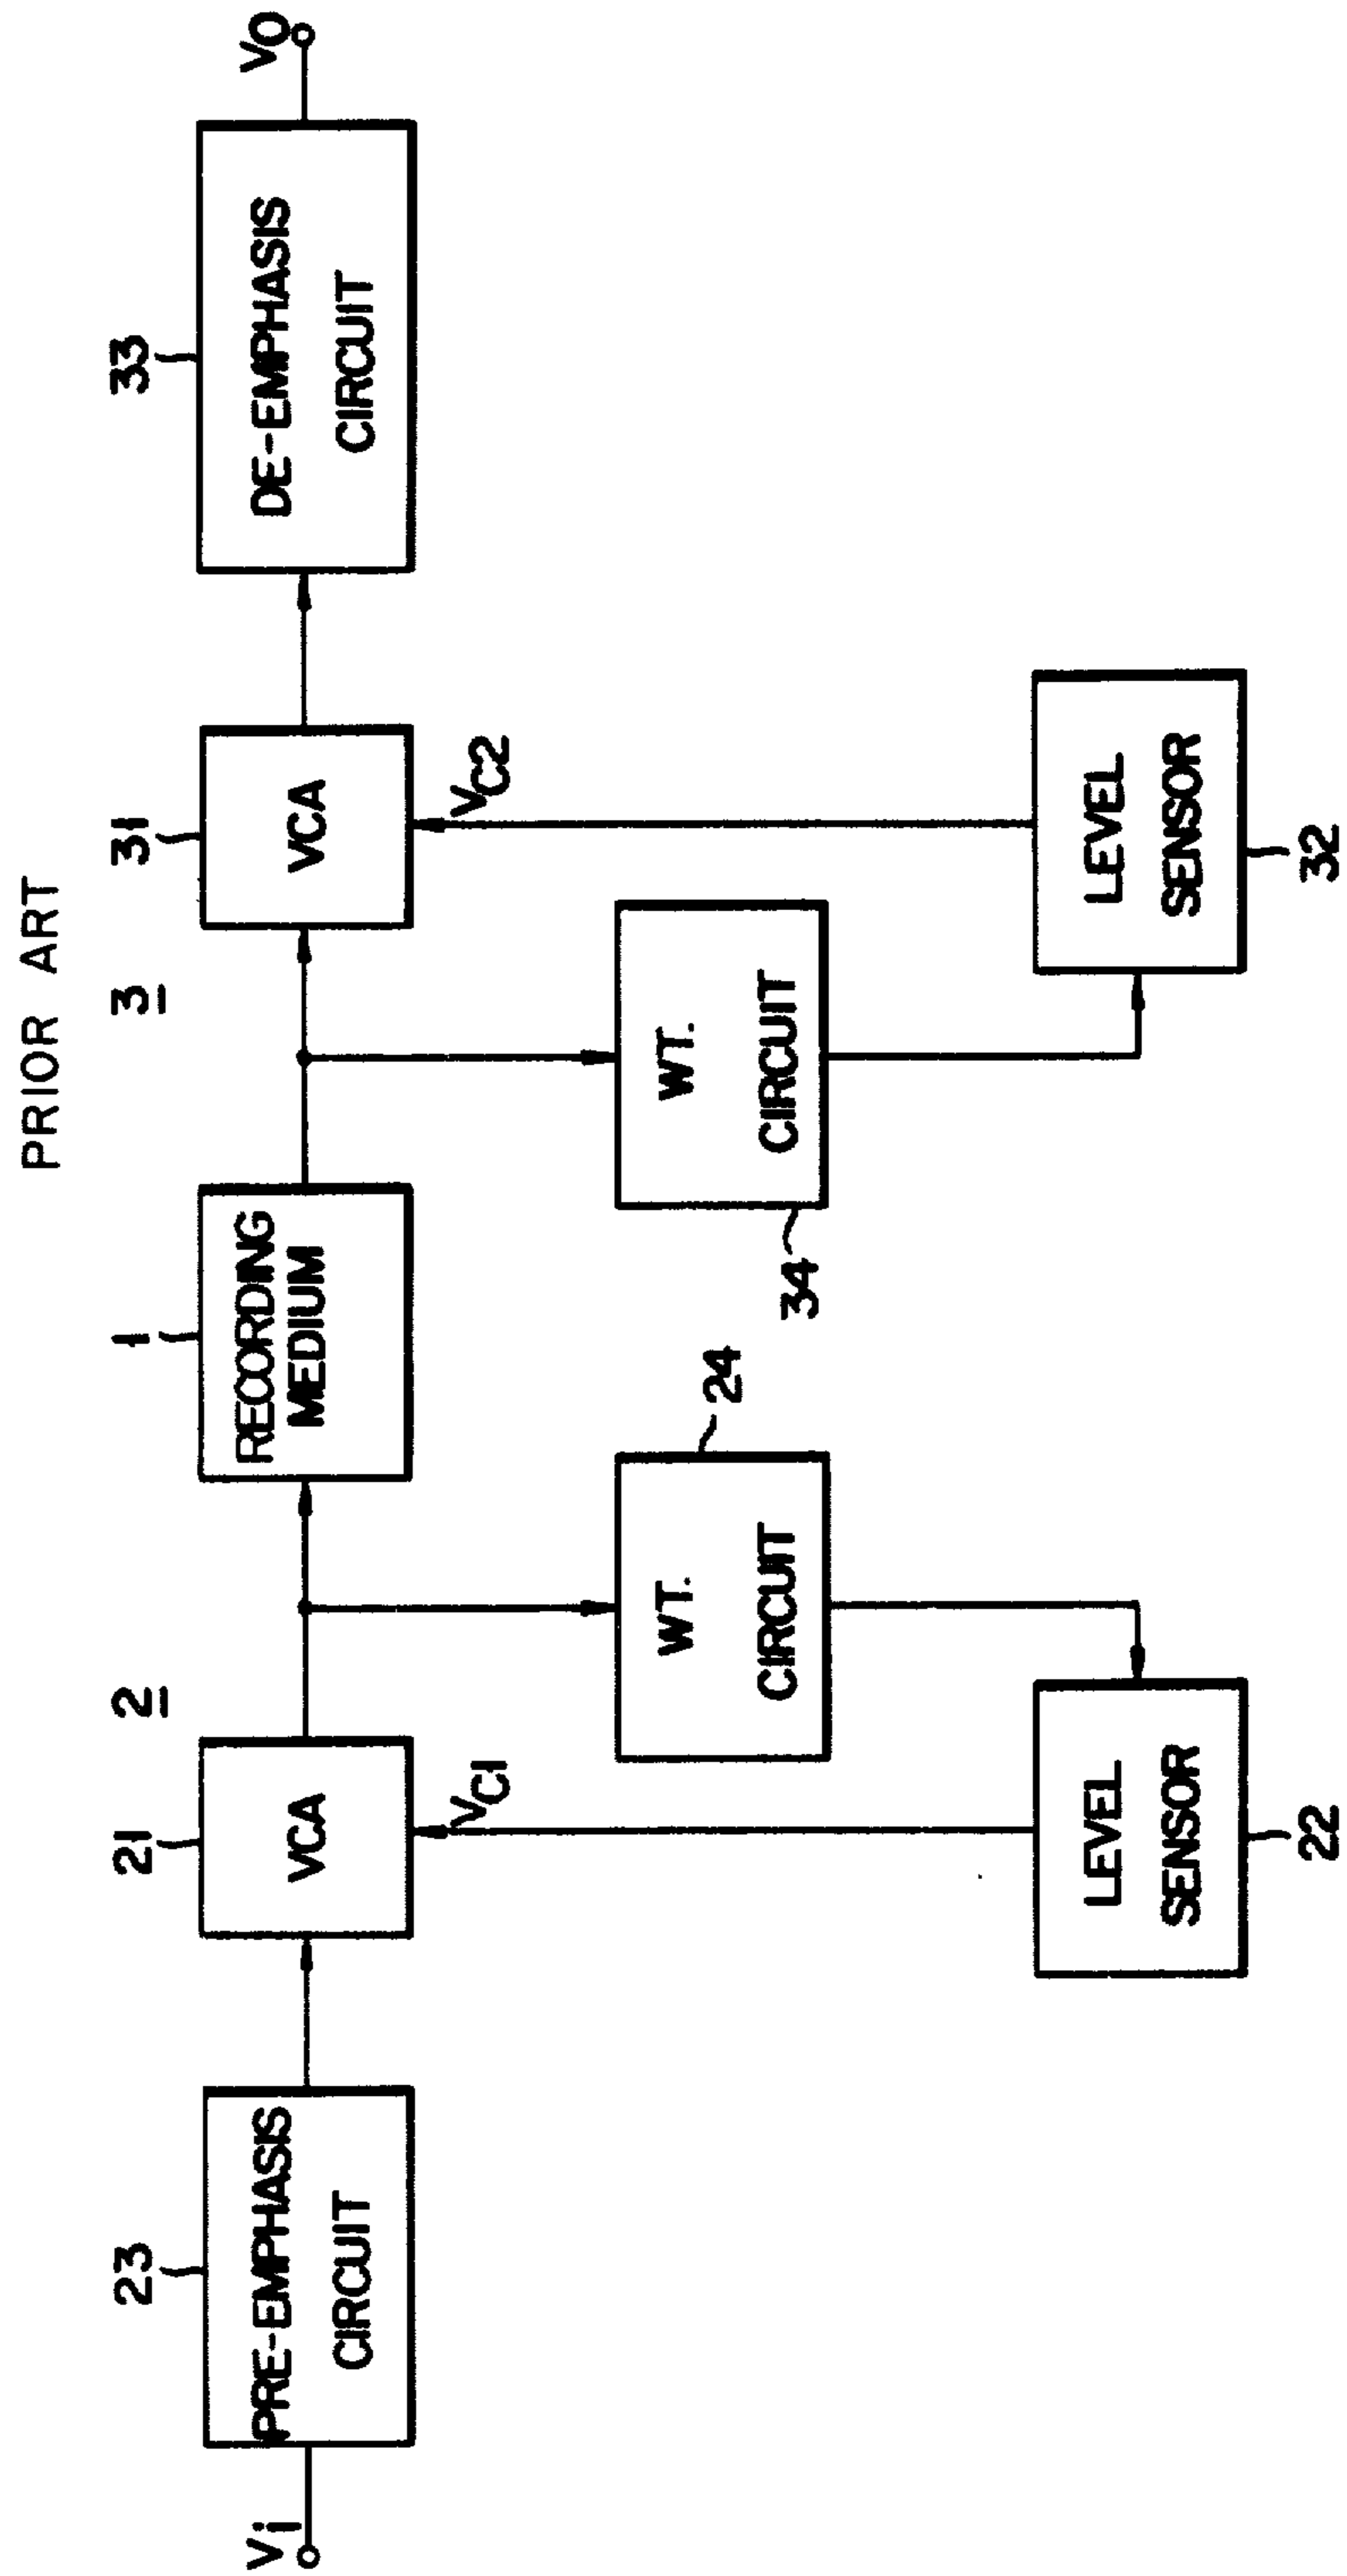 PRIOR ART
23
21
2
1
3
31
33
Vi
PRE-EMPHASIS
CIRCUIT
VCA
RECORDING
MEDIUM
VCA
DE-EMPHASIS
CIRCUIT
VO
VC1
24
34
VC2
WT.
CIRCUIT
WT.
CIRCUIT
LEVEL
SENSOR
LEVEL
SENSOR
22
32